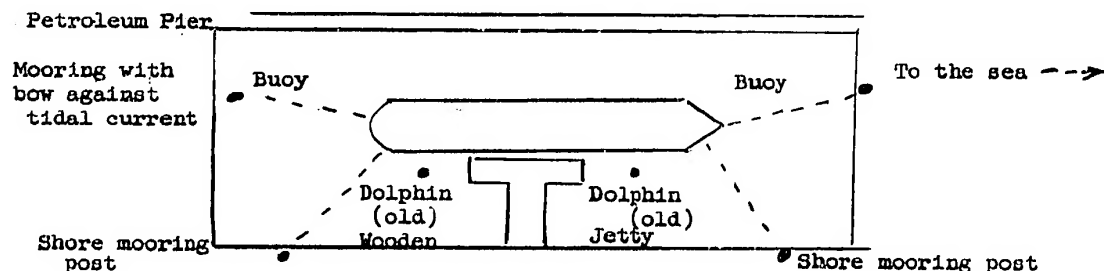 Petroleum Pier
Mooring with
bow against
tidal current
Buoy
Buoy
To the sea
Dolphin
(old)
Wooden
Dolphin
(old)
Jetty
Shore mooring
post
Shore mooring post